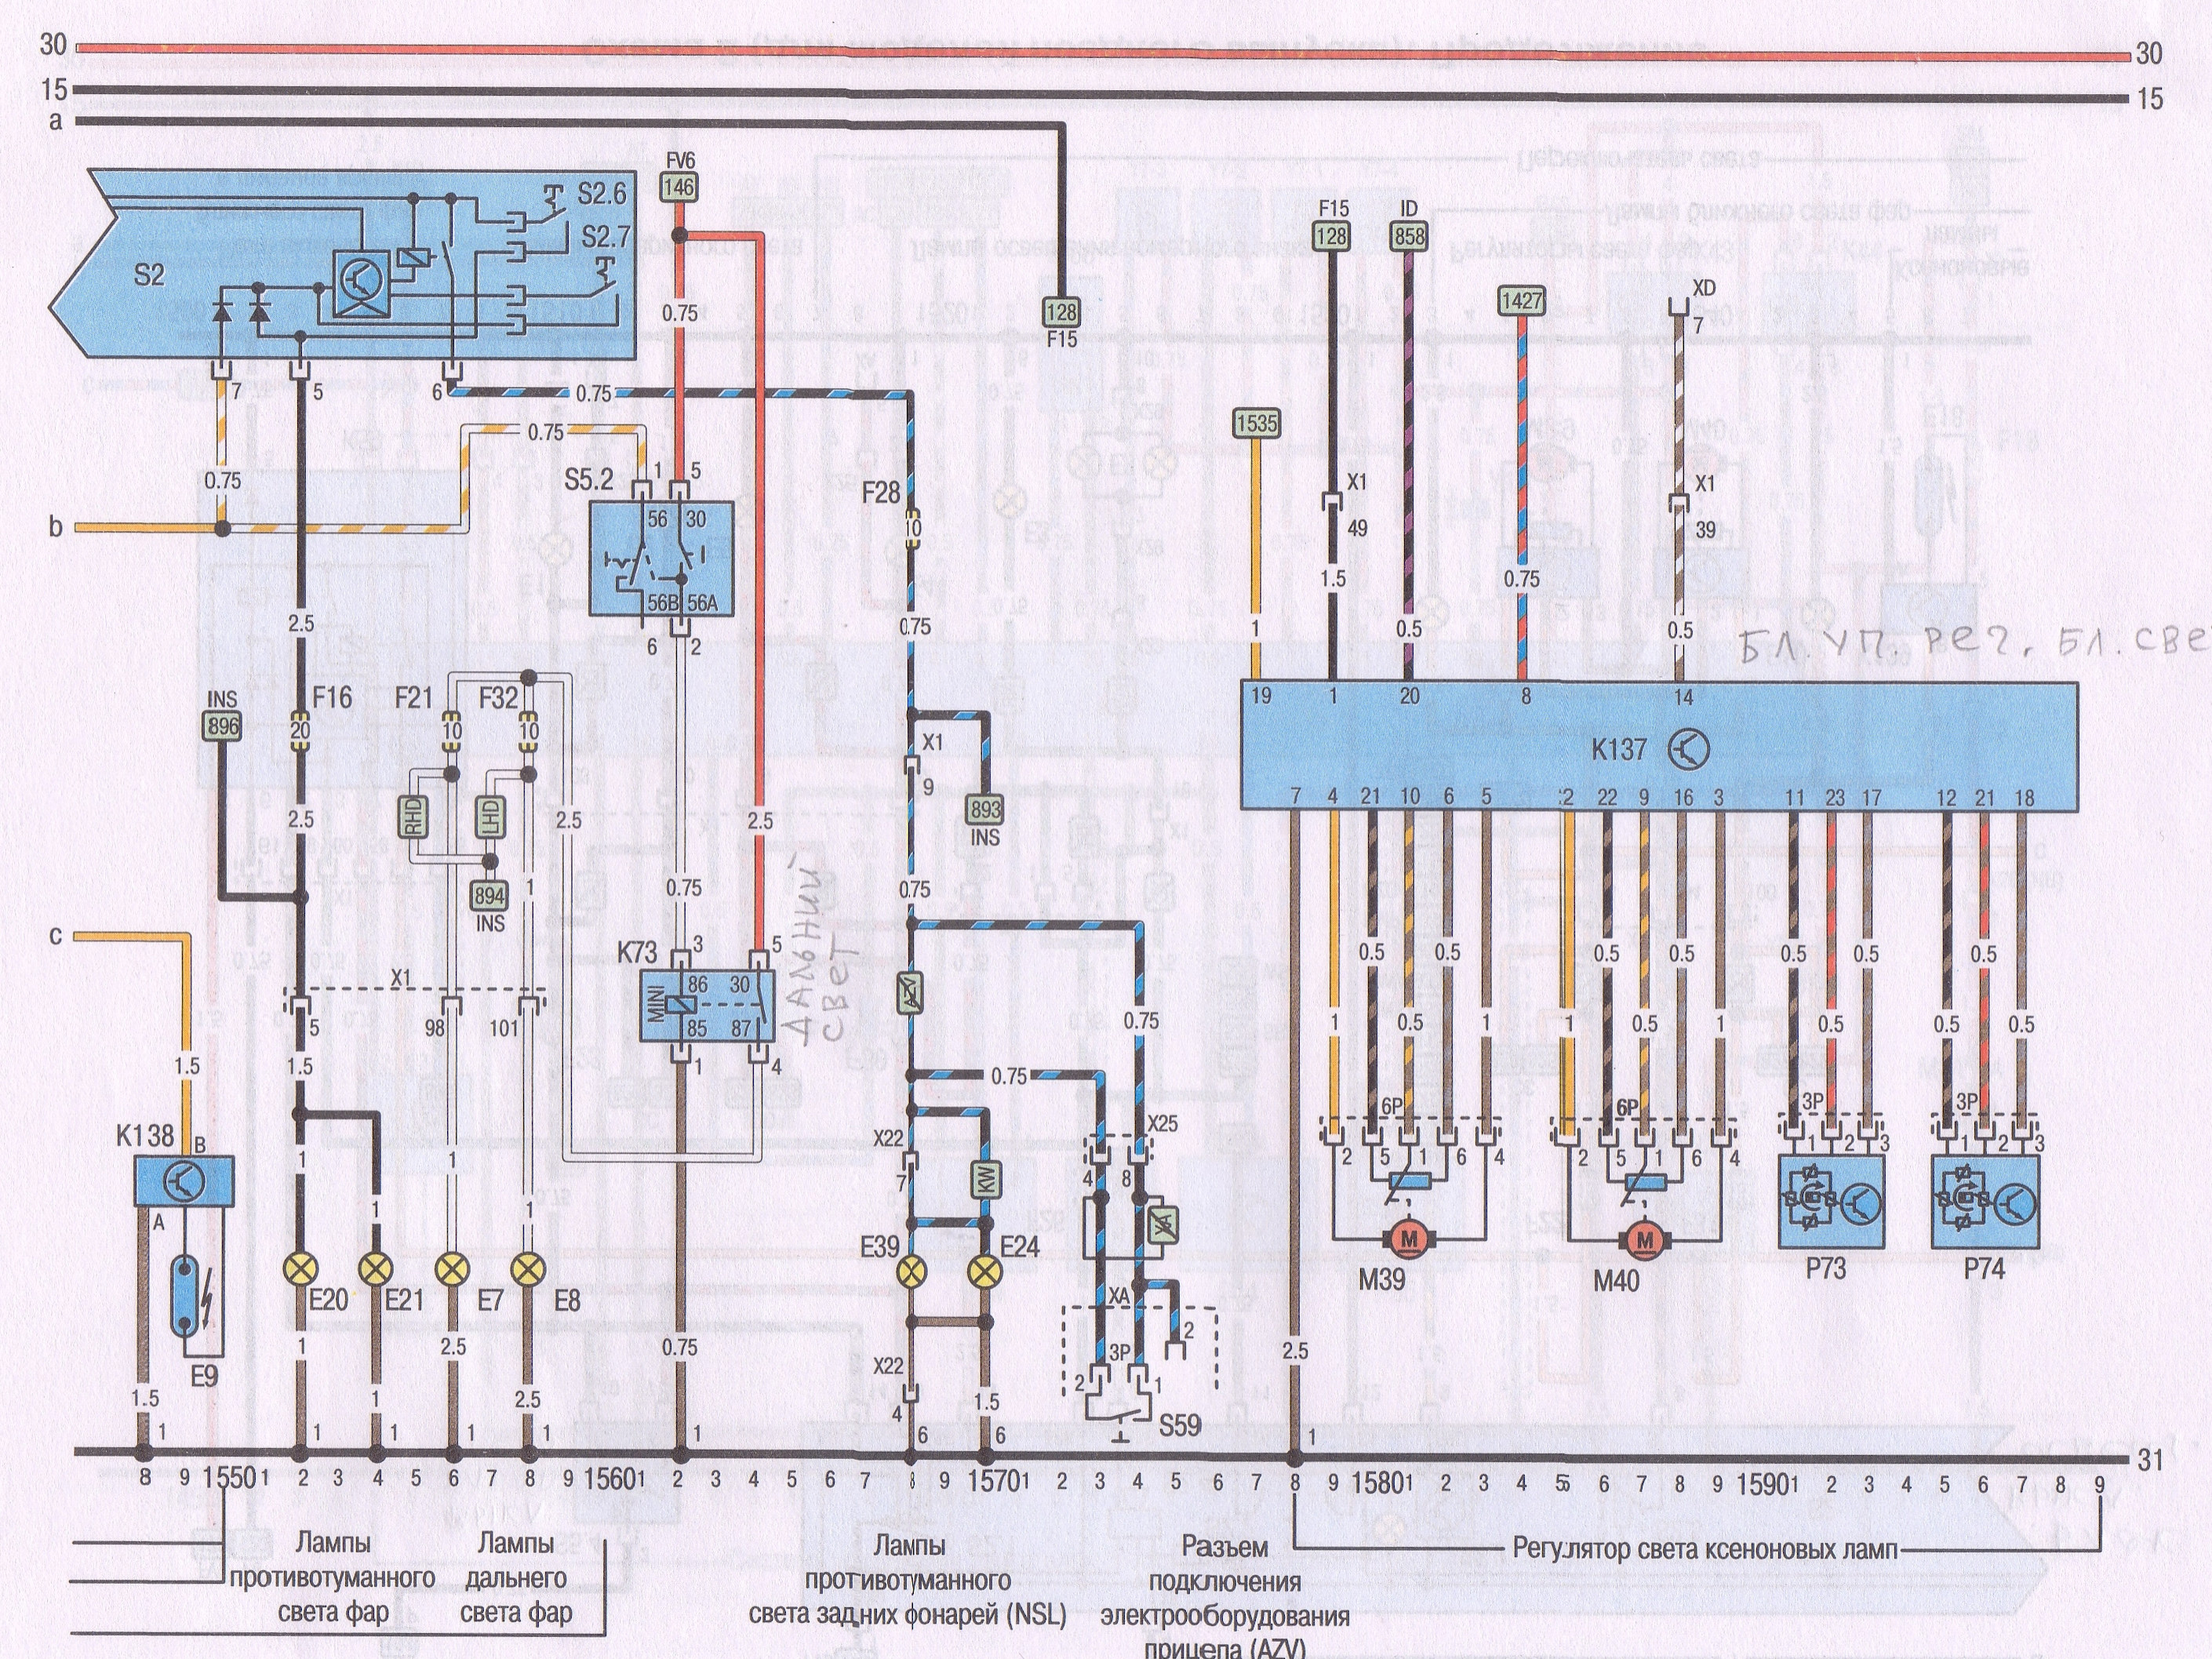 30 30
15 15
a
FV6
146
S2.6
S2.7
S2
F15
128
ID
858
0.75
128
F15
1427
XD
7
7 5 6
0.75
0.75
1535
0.75
S5.2
1 5
F28
X1
49
X1
39
b
56 30
10
56B 56A
2.5
1.5
0.75
0.75
1
0.5
0.5
БЛ. УП. РЕГ. БЛ. СВЕ
6 2
INS
896
F16
20
F21
10
F32
10
19 1 20 8 14
K137
X1
9
893
INS
7 4 21 10 6 5 2 22 9 16 3 11 23 17 12 21 18
2.5
RHD
LHD
2.5
2.5
894
INS
1
0.75
0.75
ДАЛЬНИЙ
СВЕТ
c
K73
3 5
86 30
MINI
85 87
1 4
AZV
0.75
X1
5 98 101
1.5
1.5
0.5 0.5 0.5 0.5 0.5 0.5 0.5
1 0.5 1 1 0.5 1 0.5 0.5 0.5
0.75
K138
B
A
X22
7
KW
X25
4 8
XA
6P
2 5 1 6 4
6P
2 5 1 6 4
3P
1 2 3
3P
1 2 3
1
1
1
1
E39 E24
M
M39
M
M40
P73
P74
E20 E21 E7 E8
E9
XA
2
3P
2 1
S59
X22
4
1.5
1
1
2.5
2.5
0.75
1.5
2.5
1 1 1 1 1 1 6 6 1
31
8 9 1550 1 2 3 4 5 6 7 8 9 1560 1 2 3 4 5 6 7 8 9 1570 1 2 3 4 5 6 7 8 9 1580 1 2 3 4 5 6 7 8 9 1590 1 2 3 4 5 6 7 8 9
Лампы
противотуманного
света фар
Лампы
дальнего
света фар
Лампы
противотуманного
света задних фонарей (NSL)
Разъем
подключения
электрооборудования
прицепа (AZV)
Регулятор света ксеноновых ламп